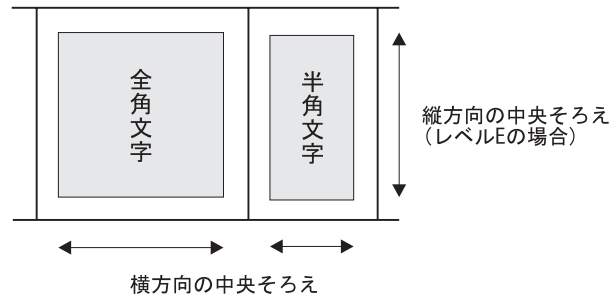 全角文字
半角文字
縦方向の中央そろえ
（レベルEの場合）
横方向の中央そろえ